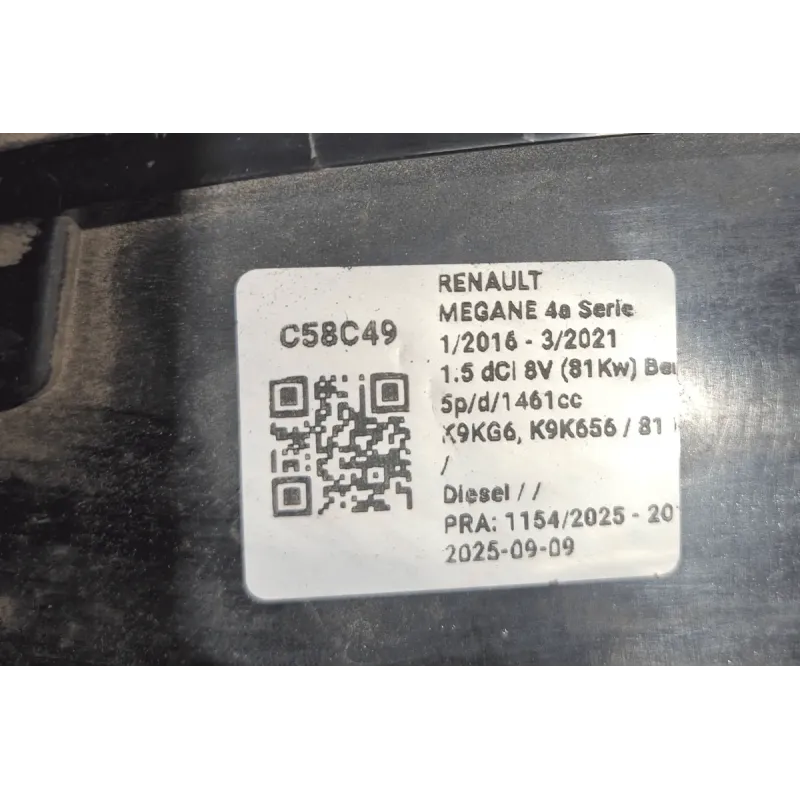 C58C49
RENAULT
MEGANE 4a Serie
1/2016 - 3/2021
1.5 dCi 8V (81Kw)
5p/d/1461cc
K9KG6, K9K656 / 81
/
Diesel / /
PRA: 1154/2025 - 20
2025-09-09